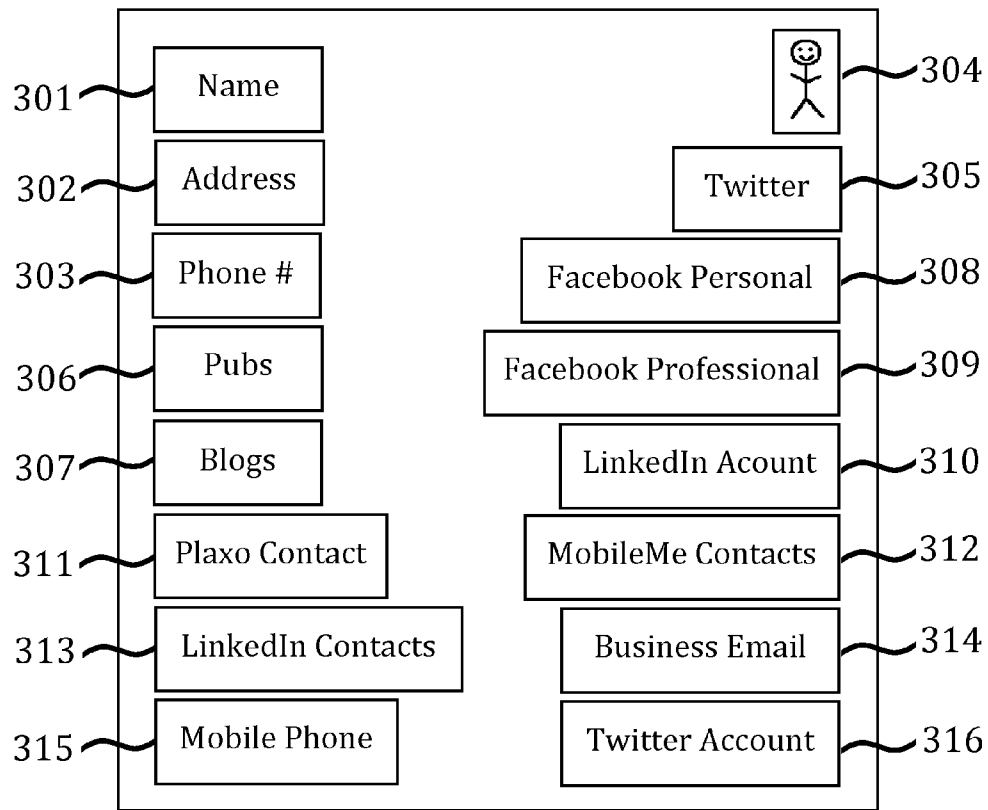 301 Name 304
302 Address Twitter 305
303 Phone # Facebook Personal 308
306 Pubs Facebook Professional 309
307 Blogs LinkedIn Acount 310
311 Plaxo Contact MobileMe Contacts 312
313 LinkedIn Contacts Business Email 314
315 Mobile Phone Twitter Account 316